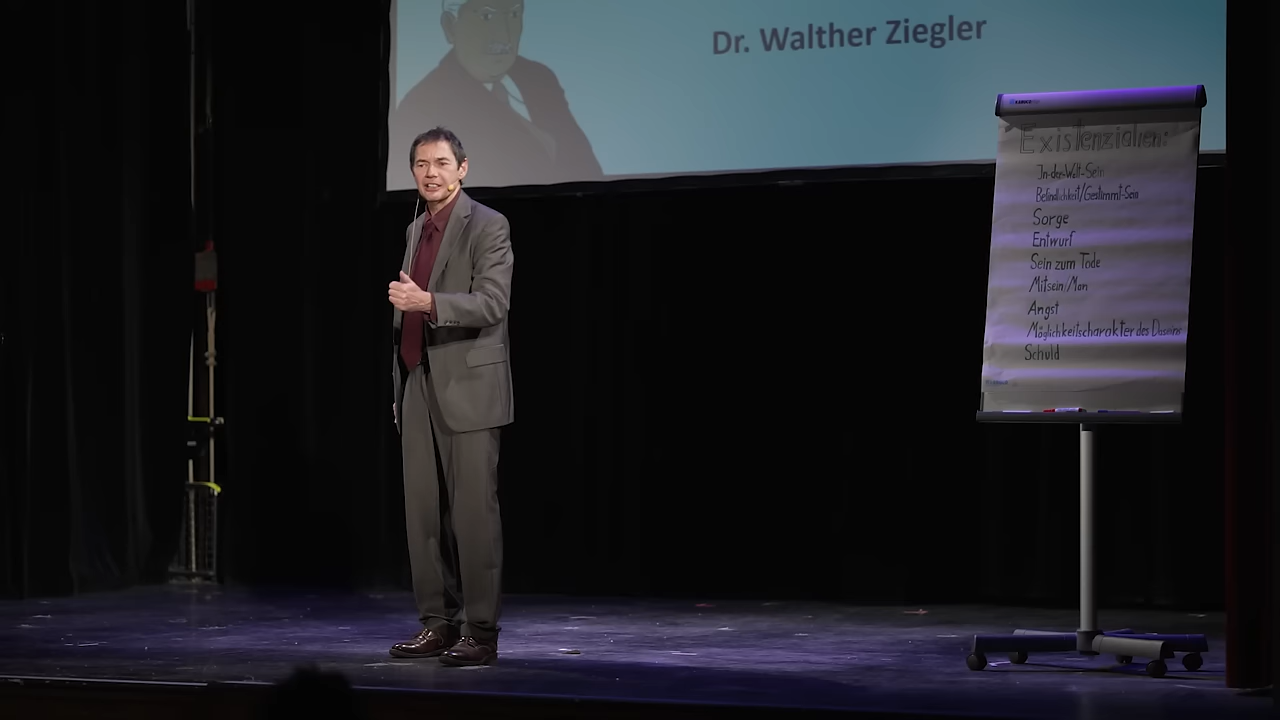 Dr. Walther Ziegler
Existenzialien:
In-der-Welt-Sein
Befindlichkeit/Gestimmt-Sein
Sorge
Entwurf
Sein zum Tode
Mitsein/Man
Angst
Möglichkeitscharakter des Daseins
Schuld